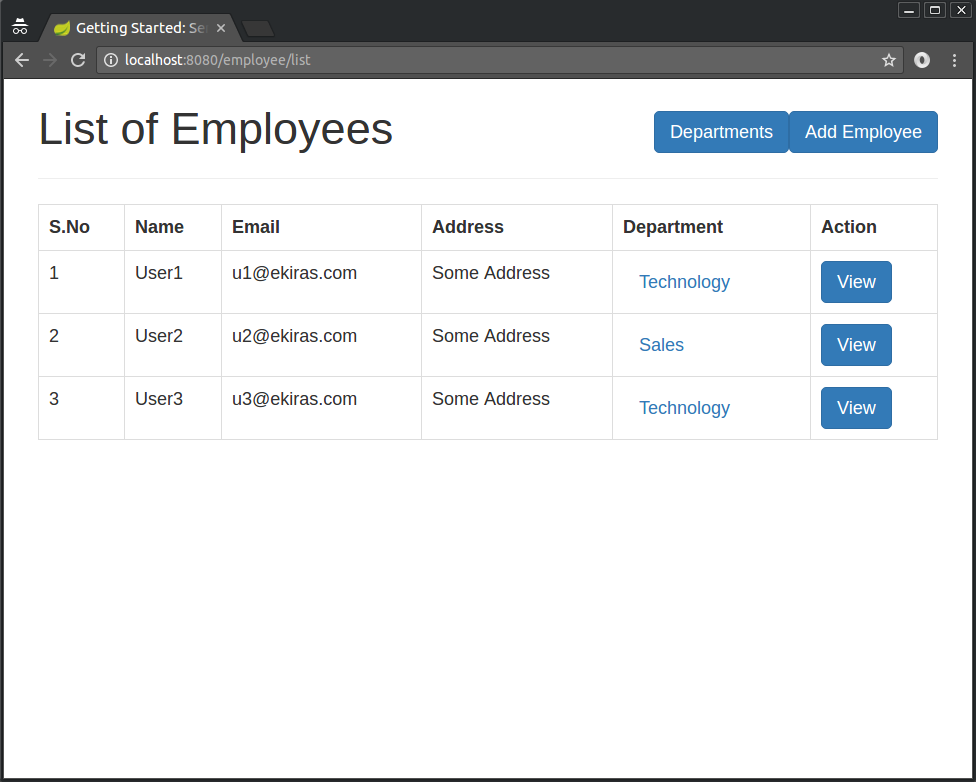 Getting Started: Se
localhost:8080/employee/list
List of Employees Departments Add Employee
S.No Name Email Address Department Action
1 User1 u1@ekiras.com Some Address Technology View
2 User2 u2@ekiras.com Some Address Sales View
3 User3 u3@ekiras.com Some Address Technology View